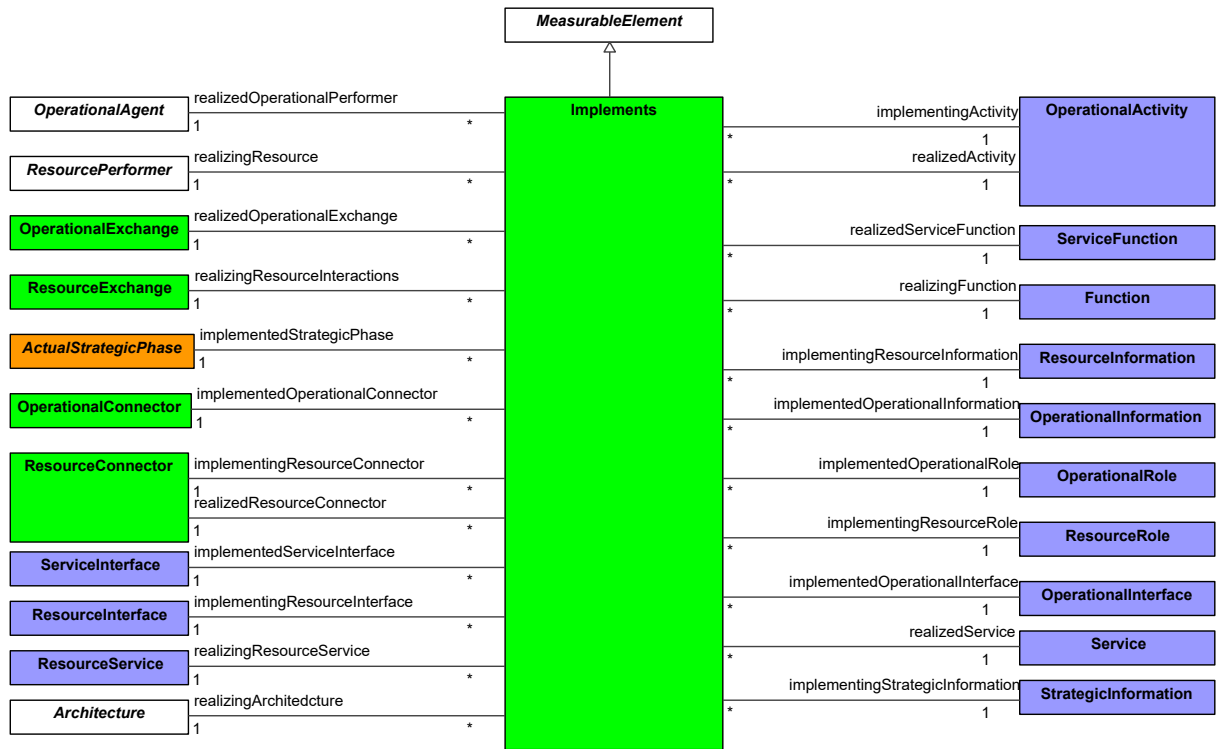 MeasurableElement
OperationalAgent
realizedOperationalPerformer
1
*
ResourcePerformer
realizingResource
1
*
OperationalExchange
realizedOperationalExchange
1
*
ResourceExchange
realizingResourceInteractions
1
*
ActualStrategicPhase
implementedStrategicPhase
1
*
OperationalConnector
implementedOperationalConnector
1
*
ResourceConnector
implementingResourceConnector
1
*
realizedResourceConnector
1
*
ServiceInterface
implementedServiceInterface
1
*
ResourceInterface
implementingResourceInterface
1
*
ResourceService
realizingResourceService
1
*
Architecture
realizingArchitedcture
1
*
Implements
implementingActivity
*
1
OperationalActivity
realizedActivity
*
1
realizedServiceFunction
*
1
ServiceFunction
realizingFunction
*
1
Function
implementingResourceInformation
*
1
ResourceInformation
implementedOperationalInformation
*
1
OperationalInformation
implementedOperationalRole
*
1
OperationalRole
implementingResourceRole
*
1
ResourceRole
implementedOperationalInterface
*
1
OperationalInterface
realizedService
*
1
Service
implementingStrategicInformation
*
1
StrategicInformation